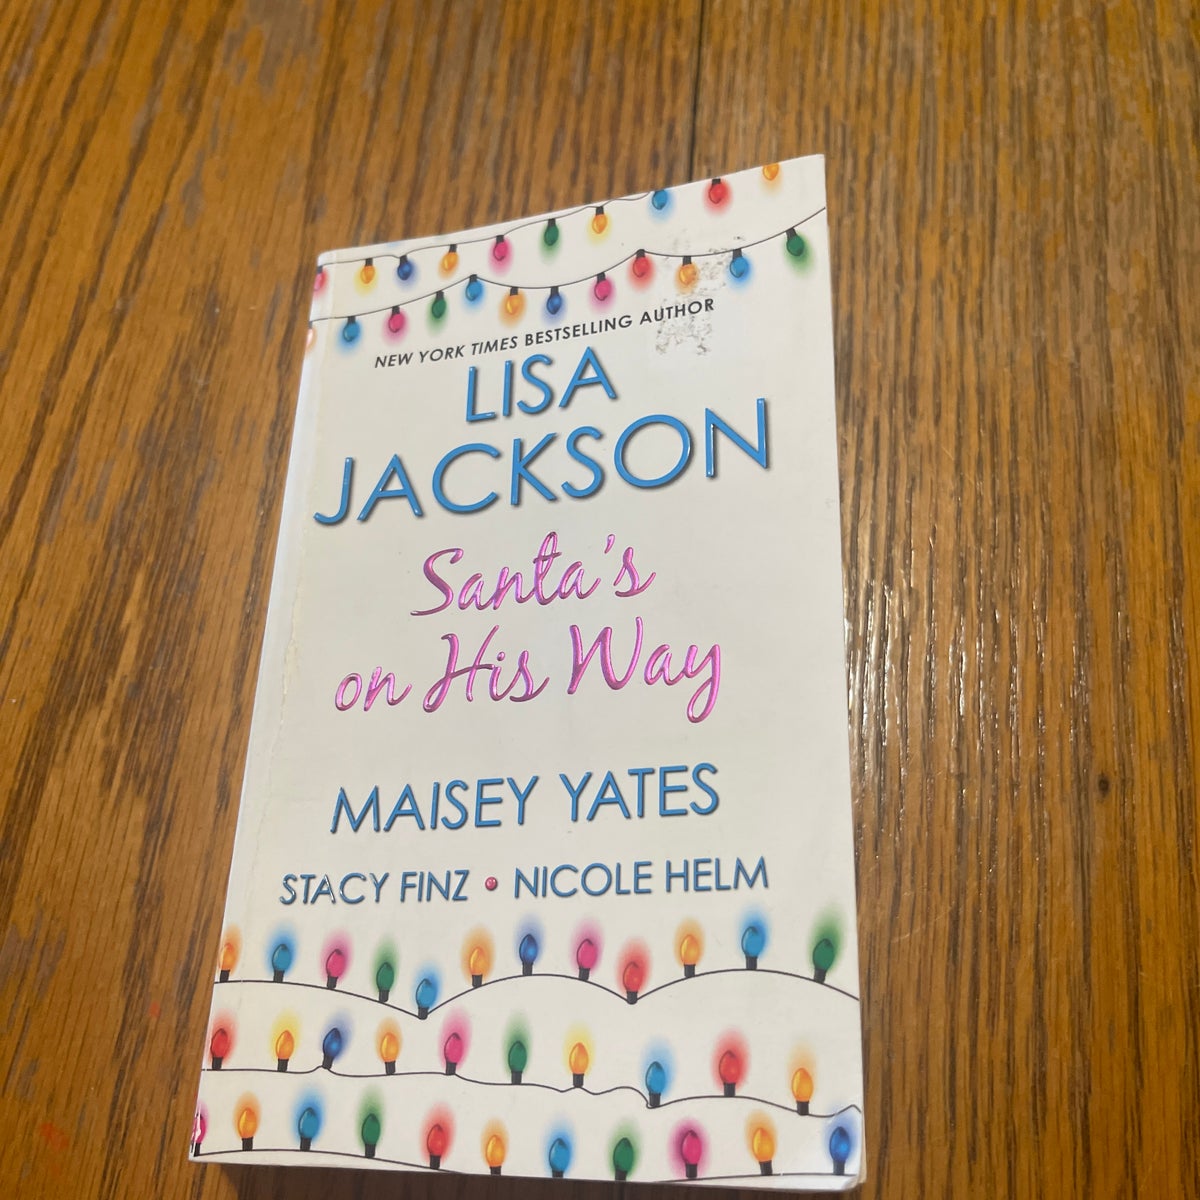 NEW YORK TIMES BESTSELLING AUTHOR
LISA
JACKSON
Santa's
on His Way
MAISEY YATES
STACY FINZ • NICOLE HELM